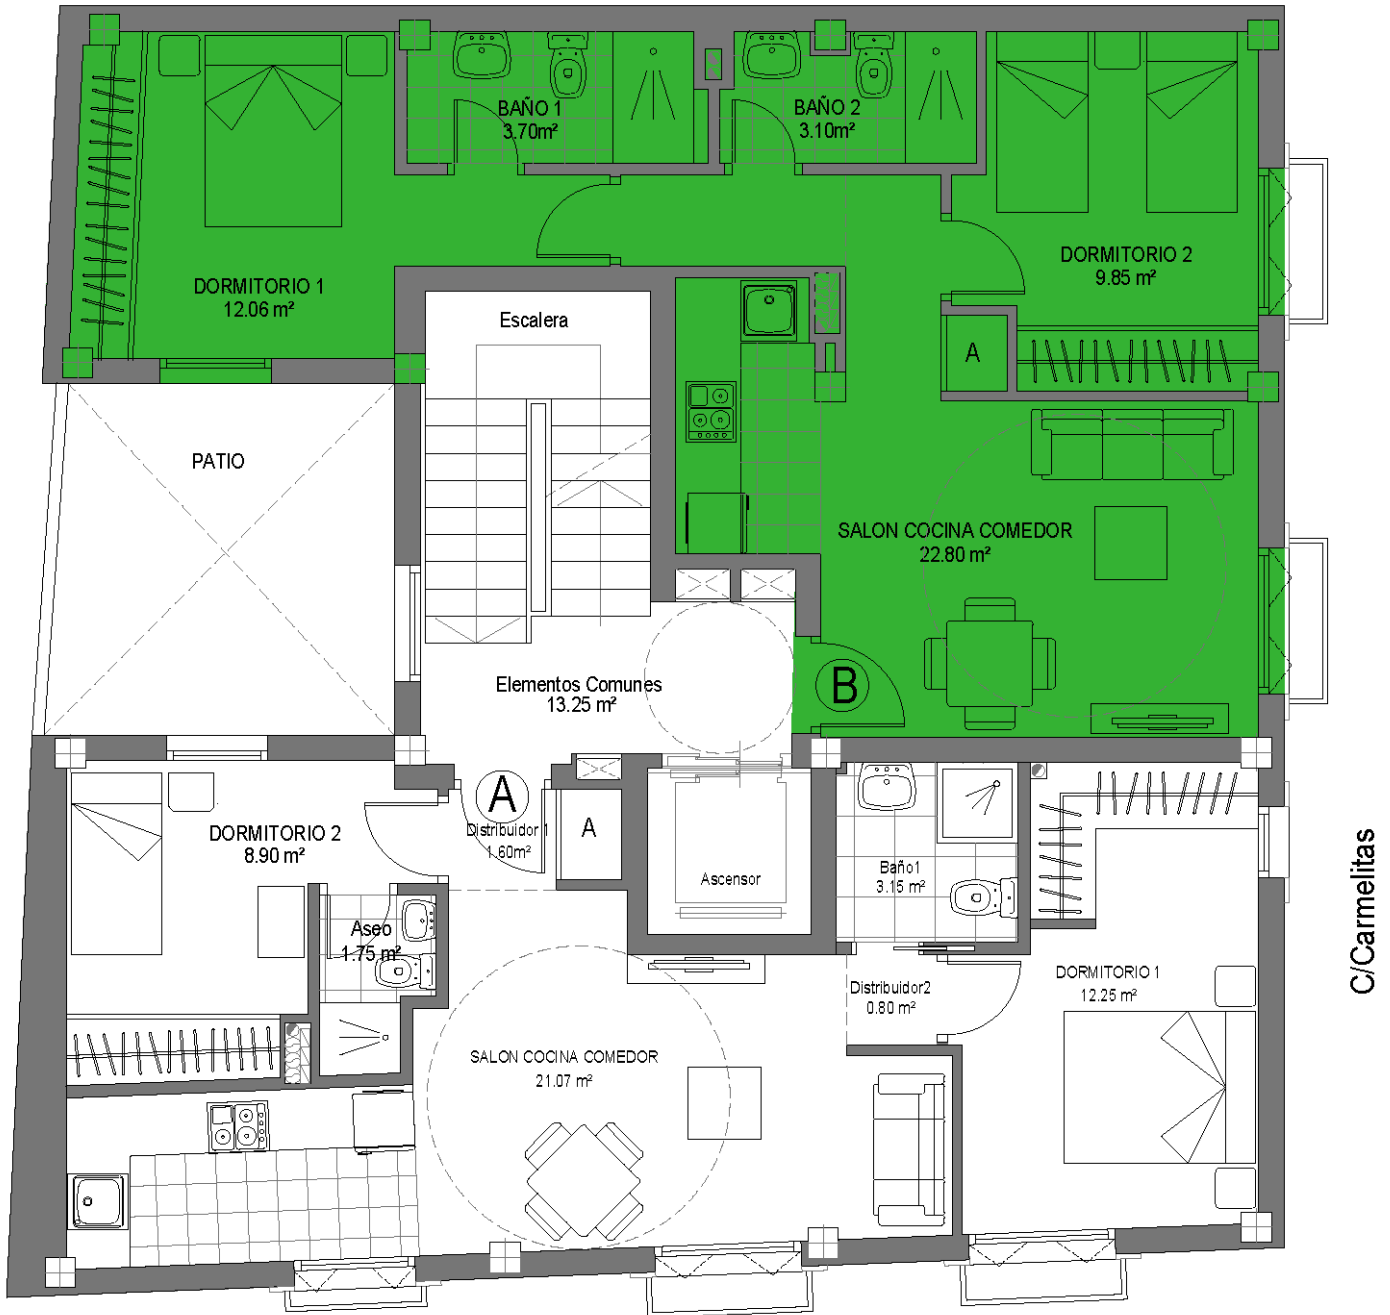 BAÑO 1
3.70m²
BAÑO 2
3.10m²
DORMITORIO 1
12.06 m²
DORMITORIO 2
9.85 m²
Escalera
A
PATIO
SALON COCINA COMEDOR
22.80 m²
Elementos Comunes
13.25 m²
B
A
DORMITORIO 2
8.90 m²
Distribuidor 1
1.60m²
A
Ascensor
Baño1
3.15 m²
Aseo
1.75 m²
DORMITORIO 1
12.25 m²
Distribuidor2
0.80 m²
SALON COCINA COMEDOR
21.07 m²
C/Carmelitas